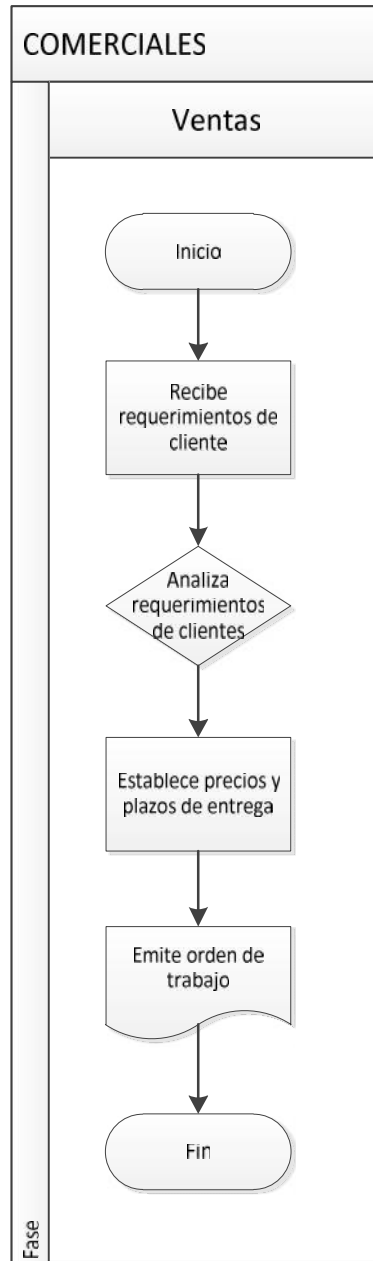 COMERCIALES
Ventas
Inicio
Recibe
requerimientos de
cliente
Analiza
requerimientos
de clientes
Establece precios y
plazos de entrega
Emite orden de
trabajo
Fin
Fase